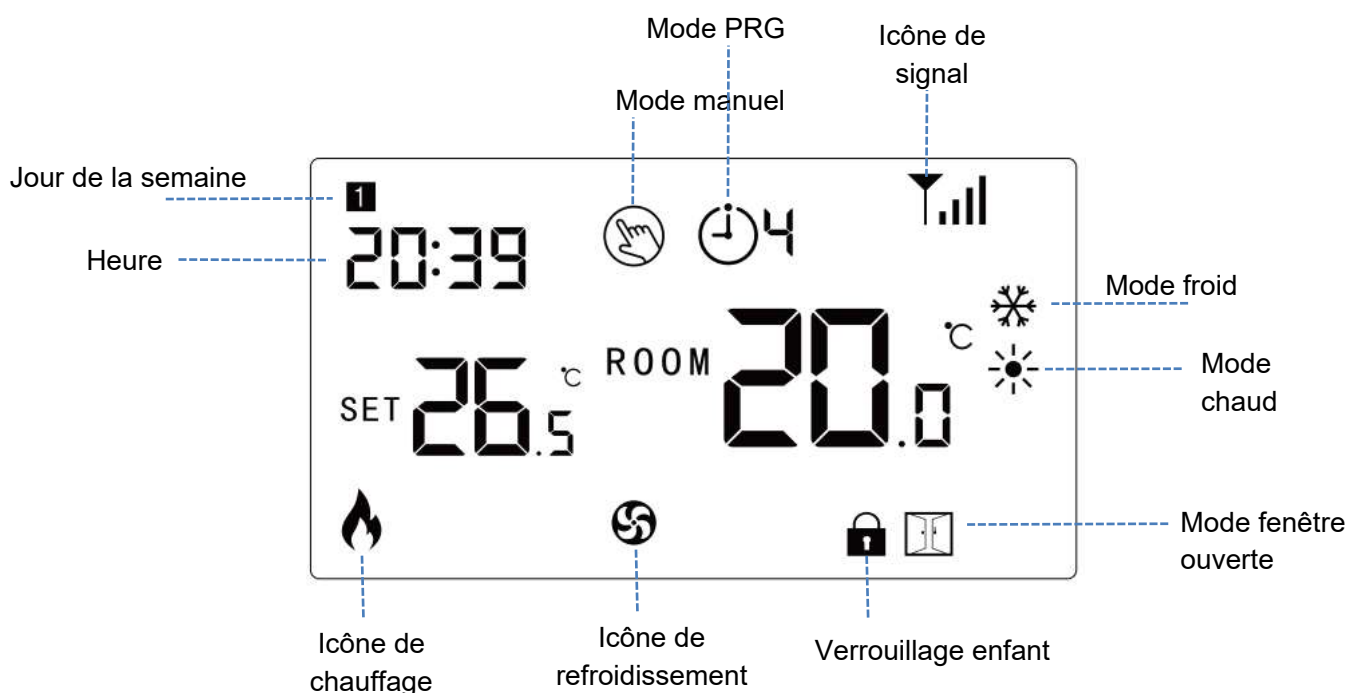 Mode PRG
Icône de
signal
Mode manuel
Jour de la semaine
1
Heure
20:39
4
Mode froid
ROOM 20.0 °C
Mode
chaud
SET 26.5 °C
Mode fenêtre
ouverte
Icône de
chauffage
Icône de
refroidissement
Verrouillage enfant